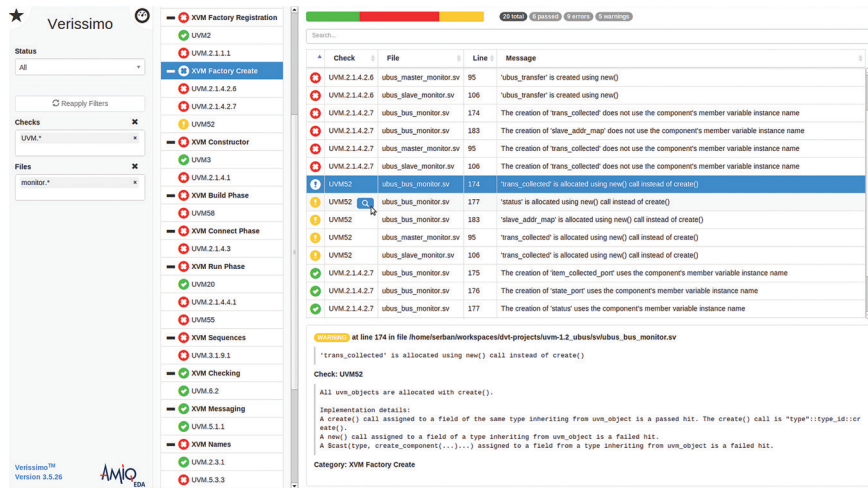 Verissimo
Status
All
Reapply Filters
Checks
UVM.*
Files
monitor.*
Verissimo™
Version 3.5.26
AMIQ
EDA
XVM Factory Registration
UVM2
UVM.2.1.1.1
XVM Factory Create
UVM.2.1.4.2.6
UVM.2.1.4.2.7
UVM52
XVM Constructor
UVM3
UVM.2.1.4.1
XVM Build Phase
UVM58
XVM Connect Phase
UVM.2.1.4.3
XVM Run Phase
UVM20
UVM.2.1.4.4.1
UVM55
XVM Sequences
UVM.3.1.9.1
XVM Checking
UVM.6.2
XVM Messaging
UVM.5.1.1
XVM Names
UVM.2.3.1
UVM.5.3.3
20 total 6 passed 9 errors 5 warnings
Search...
Check File Line Message
UVM.2.1.4.2.6 ubus_master_monitor.sv 95 'ubus_transfer' is created using new()
UVM.2.1.4.2.6 ubus_slave_monitor.sv 106 'ubus_transfer' is created using new()
UVM.2.1.4.2.7 ubus_bus_monitor.sv 174 The creation of 'trans_collected' does not use the component's member variable instance name
UVM.2.1.4.2.7 ubus_bus_monitor.sv 183 The creation of 'slave_addr_map' does not use the component's member variable instance name
UVM.2.1.4.2.7 ubus_master_monitor.sv 95 The creation of 'trans_collected' does not use the component's member variable instance name
UVM.2.1.4.2.7 ubus_slave_monitor.sv 106 The creation of 'trans_collected' does not use the component's member variable instance name
UVM52 ubus_bus_monitor.sv 174 'trans_collected' is allocated using new() call instead of create()
UVM52 ubus_bus_monitor.sv 177 'status' is allocated using new() call instead of create()
UVM52 ubus_bus_monitor.sv 183 'slave_addr_map' is allocated using new() call instead of create()
UVM52 ubus_master_monitor.sv 95 'trans_collected' is allocated using new() call instead of create()
UVM52 ubus_slave_monitor.sv 106 'trans_collected' is allocated using new() call instead of create()
UVM.2.1.4.2.7 ubus_bus_monitor.sv 175 The creation of 'item_collected_port' uses the component's member variable instance name
UVM.2.1.4.2.7 ubus_bus_monitor.sv 176 The creation of 'state_port' uses the component's member variable instance name
UVM.2.1.4.2.7 ubus_bus_monitor.sv 177 The creation of 'status' uses the component's member variable instance name
WARNING at line 174 in file /home/serban/workspaces/dvt-projects/uvm-1.2_ubus/sv/ubus_bus_monitor.sv
'trans_collected' is allocated using new() call instead of create()
Check: UVM52
All uvm_objects are allocated with create().
Implementation details:
A create() call assigned to a field of the same type inheriting from uvm_object is a passed hit. The create() call is "type"::type_id::cr
eate().
A new() call assigned to a field of a type inheriting from uvm_object is a failed hit.
A $cast(type, create_component(...)...) assigned to a field from a type inheriting from uvm_object is a failed hit.
Category: XVM Factory Create